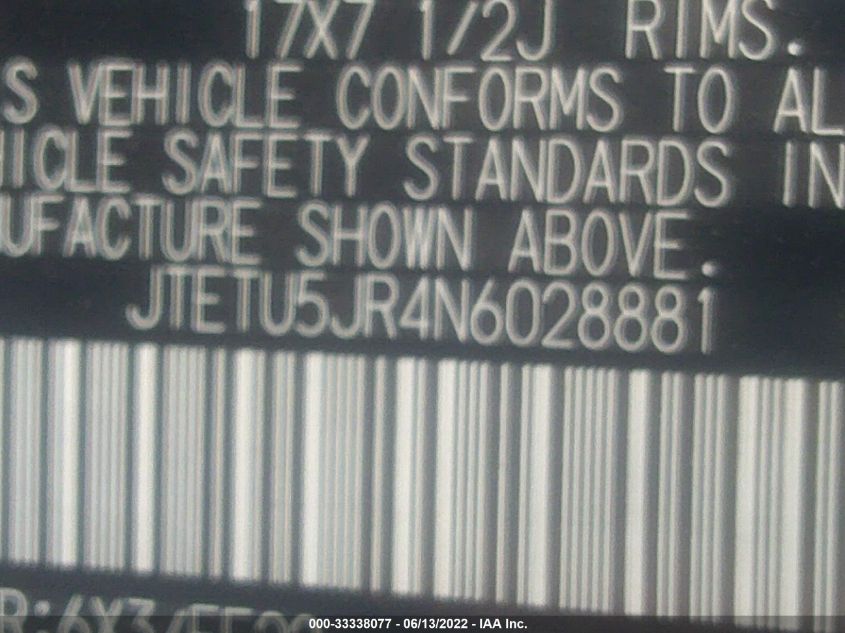 17X7 1/2J RIMS.
S VEHICLE CONFORMS TO AL
HICLE SAFETY STANDARDS IN
UFACTURE SHOWN ABOVE.
JTETU5JR4N6028881
R:6X3/
000-33338077 - 06/13/2022 - IAA Inc.